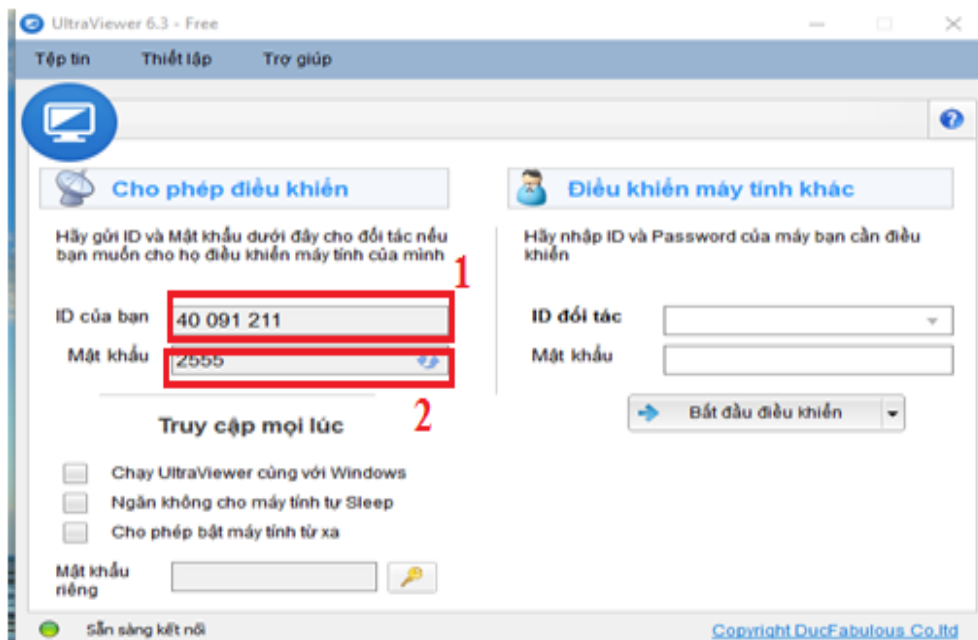 UltraViewer 6.3 - Free
Tệp tin Thiết lập Trợ giúp
Cho phép điều khiển
Hãy gửi ID và Mật khẩu dưới đây cho đối tác nếu
bạn muốn cho họ điều khiển máy tính của mình
1
ID của bạn 40 091 211
Mật khẩu 2555
2
Truy cập mọi lúc
Chạy UltraViewer cùng với Windows
Ngăn không cho máy tính tự Sleep
Cho phép bật máy tính từ xa
Mật khẩu
riêng
Điều khiển máy tính khác
Hãy nhập ID và Password của máy bạn cần điều
khiển
ID đối tác
Mật khẩu
Bắt đầu điều khiển
Sẵn sàng kết nối
Copyright DucFabulous Co.ltd